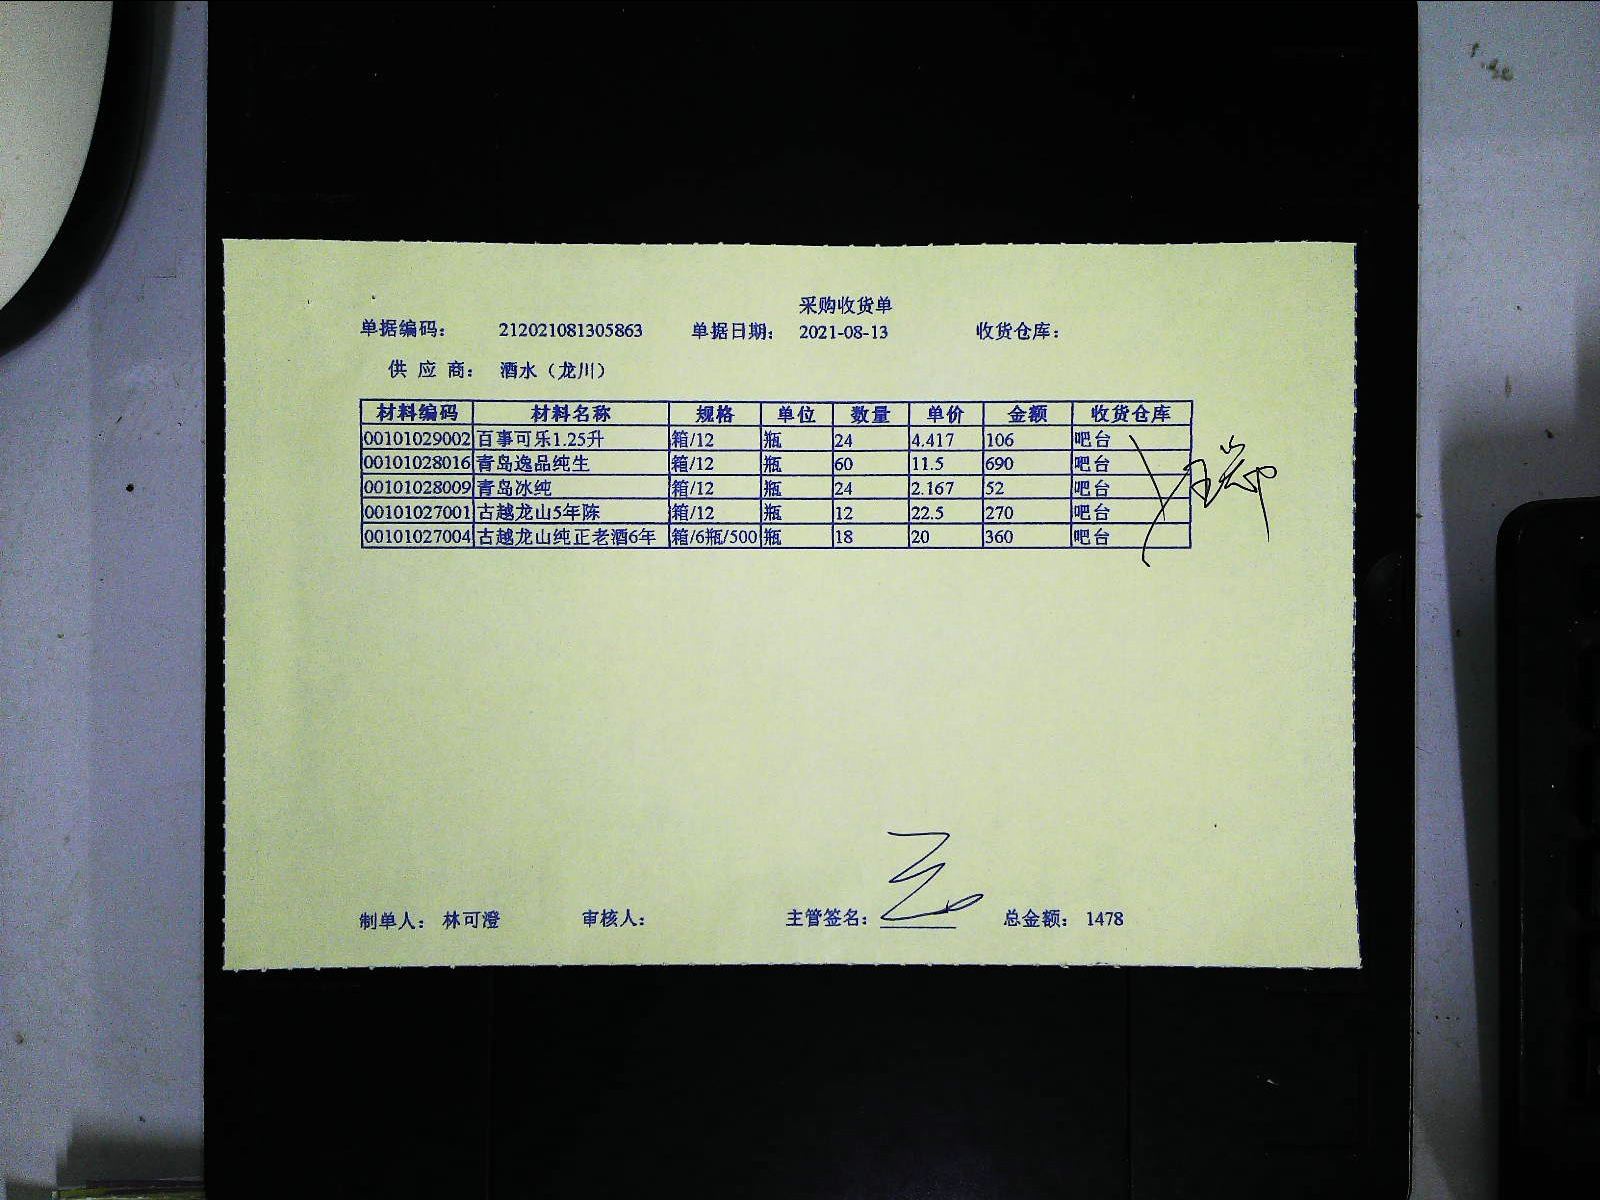 采购收货单
单据编码： 212021081305863 单据日期： 2021-08-13 收货仓库：
供 应 商： 酒水（龙川）
材料编码 材料名称 规格 单位 数量 单价 金额 收货仓库
00101029002 百事可乐1.25升 箱/12 瓶 24 4.417 106 吧台
00101028016 青岛逸品纯生 箱/12 瓶 60 11.5 690 吧台
00101028009 青岛冰纯 箱/12 瓶 24 2.167 52 吧台
00101027001 古越龙山5年陈 箱/12 瓶 12 22.5 270 吧台
00101027004 古越龙山纯正老酒6年 箱/6瓶/500 瓶 18 20 360 吧台
制单人： 林可澄 审核人： 主管签名： 总金额： 1478